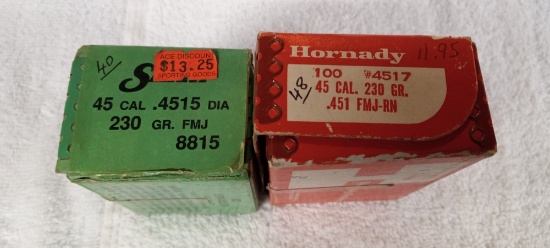 40
ACE DISCOUNT
$13.25
SPORTING GOODS
45 CAL .4515 DIA
230 GR. FMJ
8815
Hornady
11.95
100 #4517
48
45 CAL. 230 GR.
.451 FMJ-RN